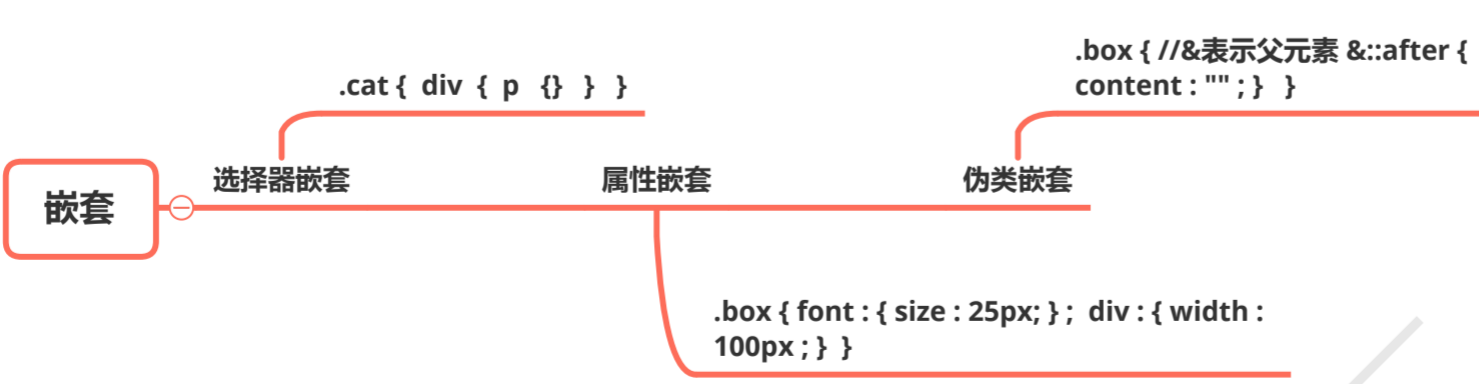 .box { //&表示父元素 &::after {
content : "" ; } }
.cat { div { p {} } }
选择器嵌套
属性嵌套
伪类嵌套
嵌套
.box { font : { size : 25px; } ; div : { width :
100px ; } }